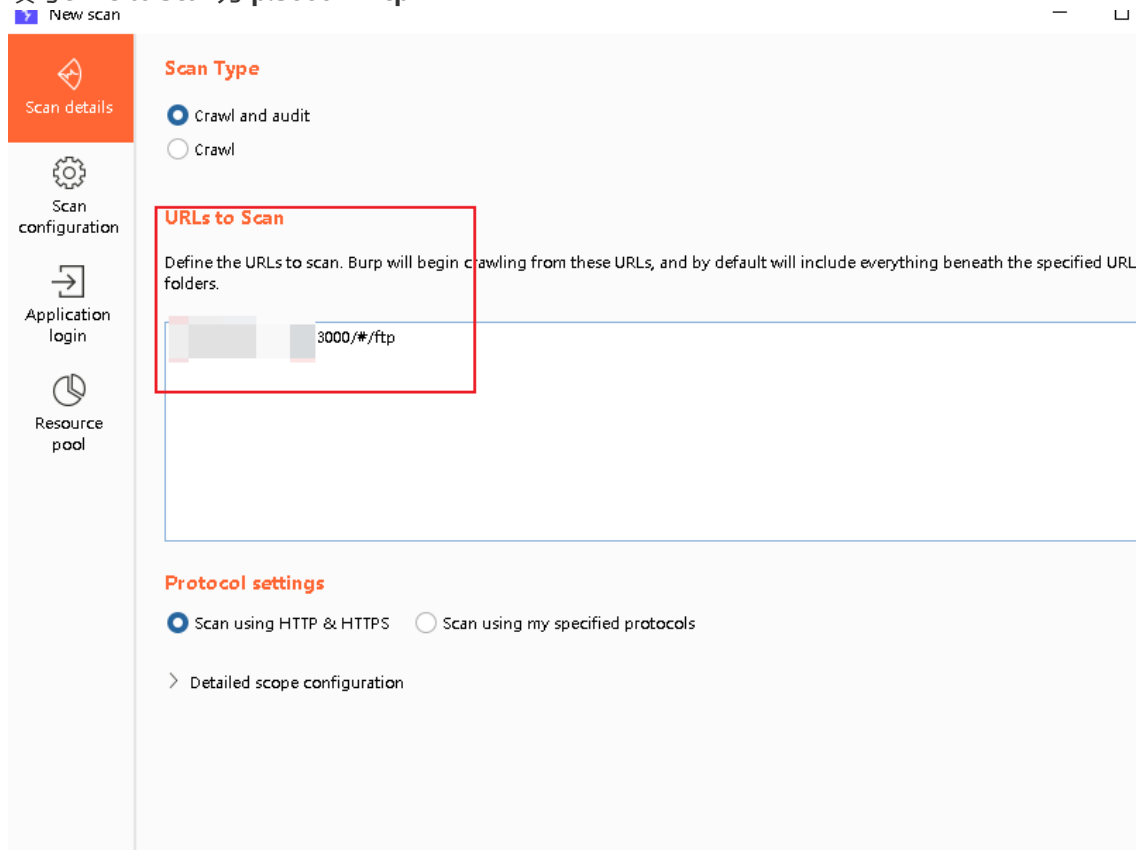 New scan
Scan details
Scan configuration
Application login
Resource pool
Scan Type
Crawl and audit
Crawl
URLs to Scan
Define the URLs to scan. Burp will begin crawling from these URLs, and by default will include everything beneath the specified URL
folders.
3000/#/ftp
Protocol settings
Scan using HTTP & HTTPS Scan using my specified protocols
Detailed scope configuration